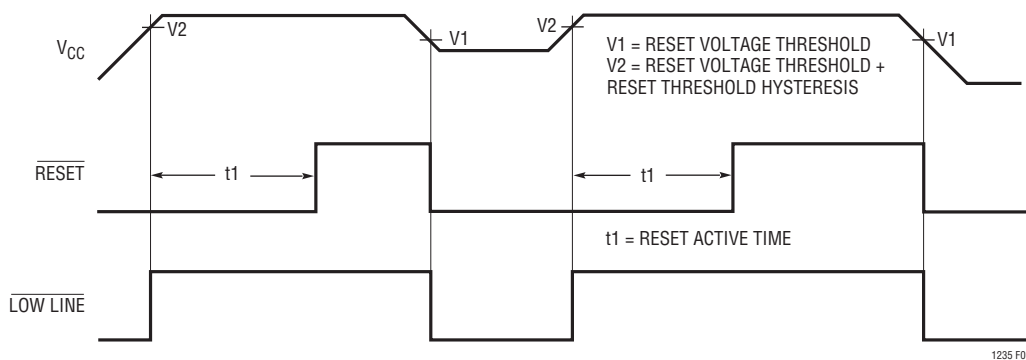 V2
V2
VCC
V1
V1
V1 = RESET VOLTAGE THRESHOLD
V2 = RESET VOLTAGE THRESHOLD +
RESET THRESHOLD HYSTERESIS
RESET
t1
t1
t1 = RESET ACTIVE TIME
LOW LINE
1235 F0